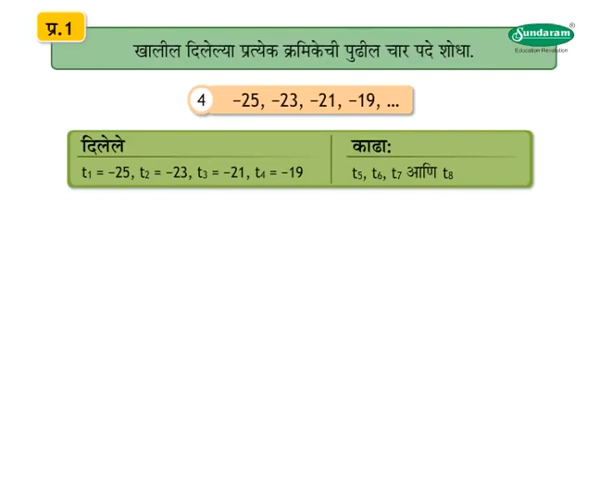 प्र.1
Sundaram®
Education Revolution
खालील दिलेल्या प्रत्येक क्रमिकेची पुढील चार पदे शोधा.
4 −25, −23, −21, −19, ...
दिलेले
t₁ = −25, t₂ = −23, t₃ = −21, t₄ = −19
काढा:
t₅, t₆, t₇ आणि t₈